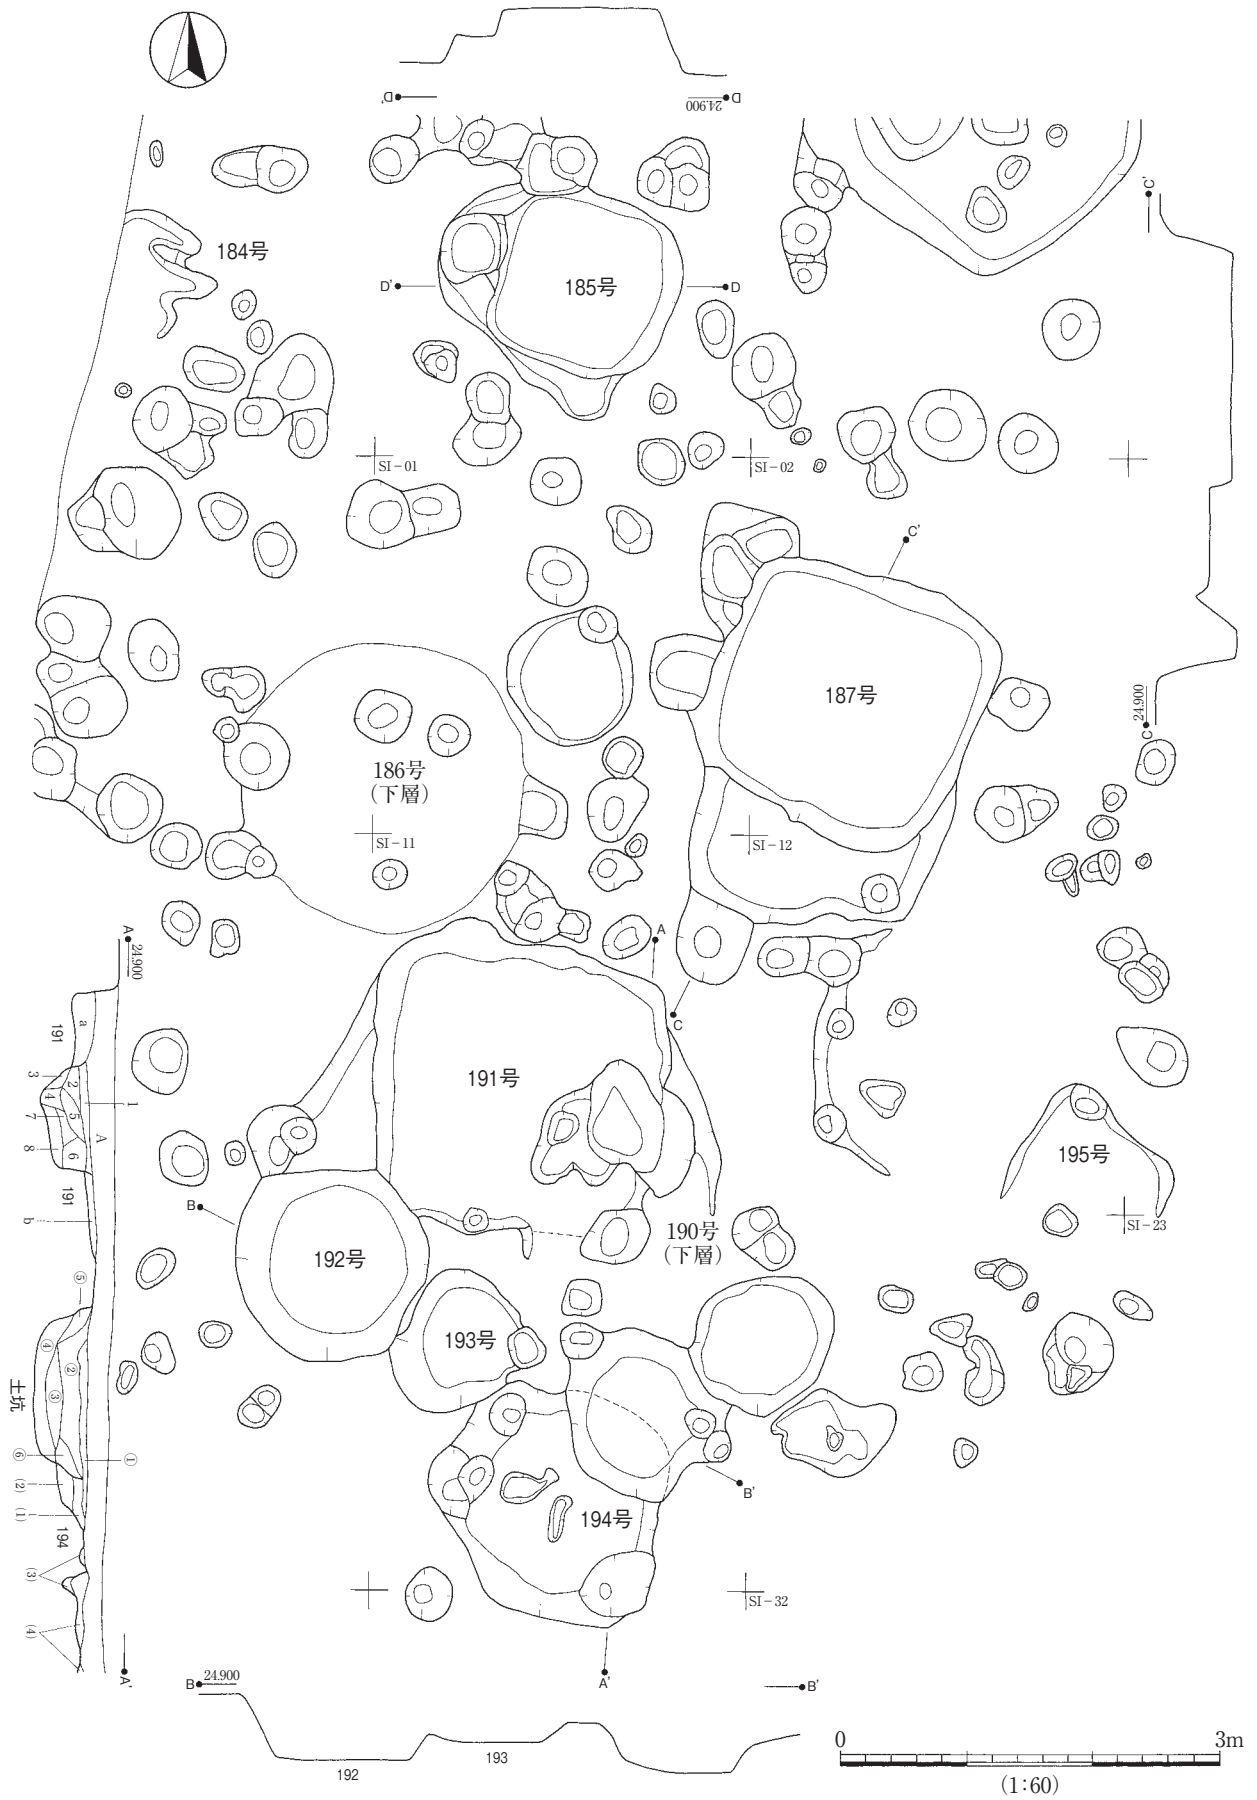 D'
D
24.900
C'
184号
185号
D'
D
SI-01
SI-02
C'
187号
24.900
C
186号
(下層)
SI-11
SI-12
A
24.900
A
C
191
a
3
2
4
7
5
8
6
1
A
191
b
191号
195号
SI-23
B
192号
190号
(下層)
193号
⑤
④
②
③
土坑
⑥
①
(2)
(1)
194
(3)
(4)
B'
194号
SI-32
A'
A'
B
24.900
B'
193
192
0
3m
(1:60)